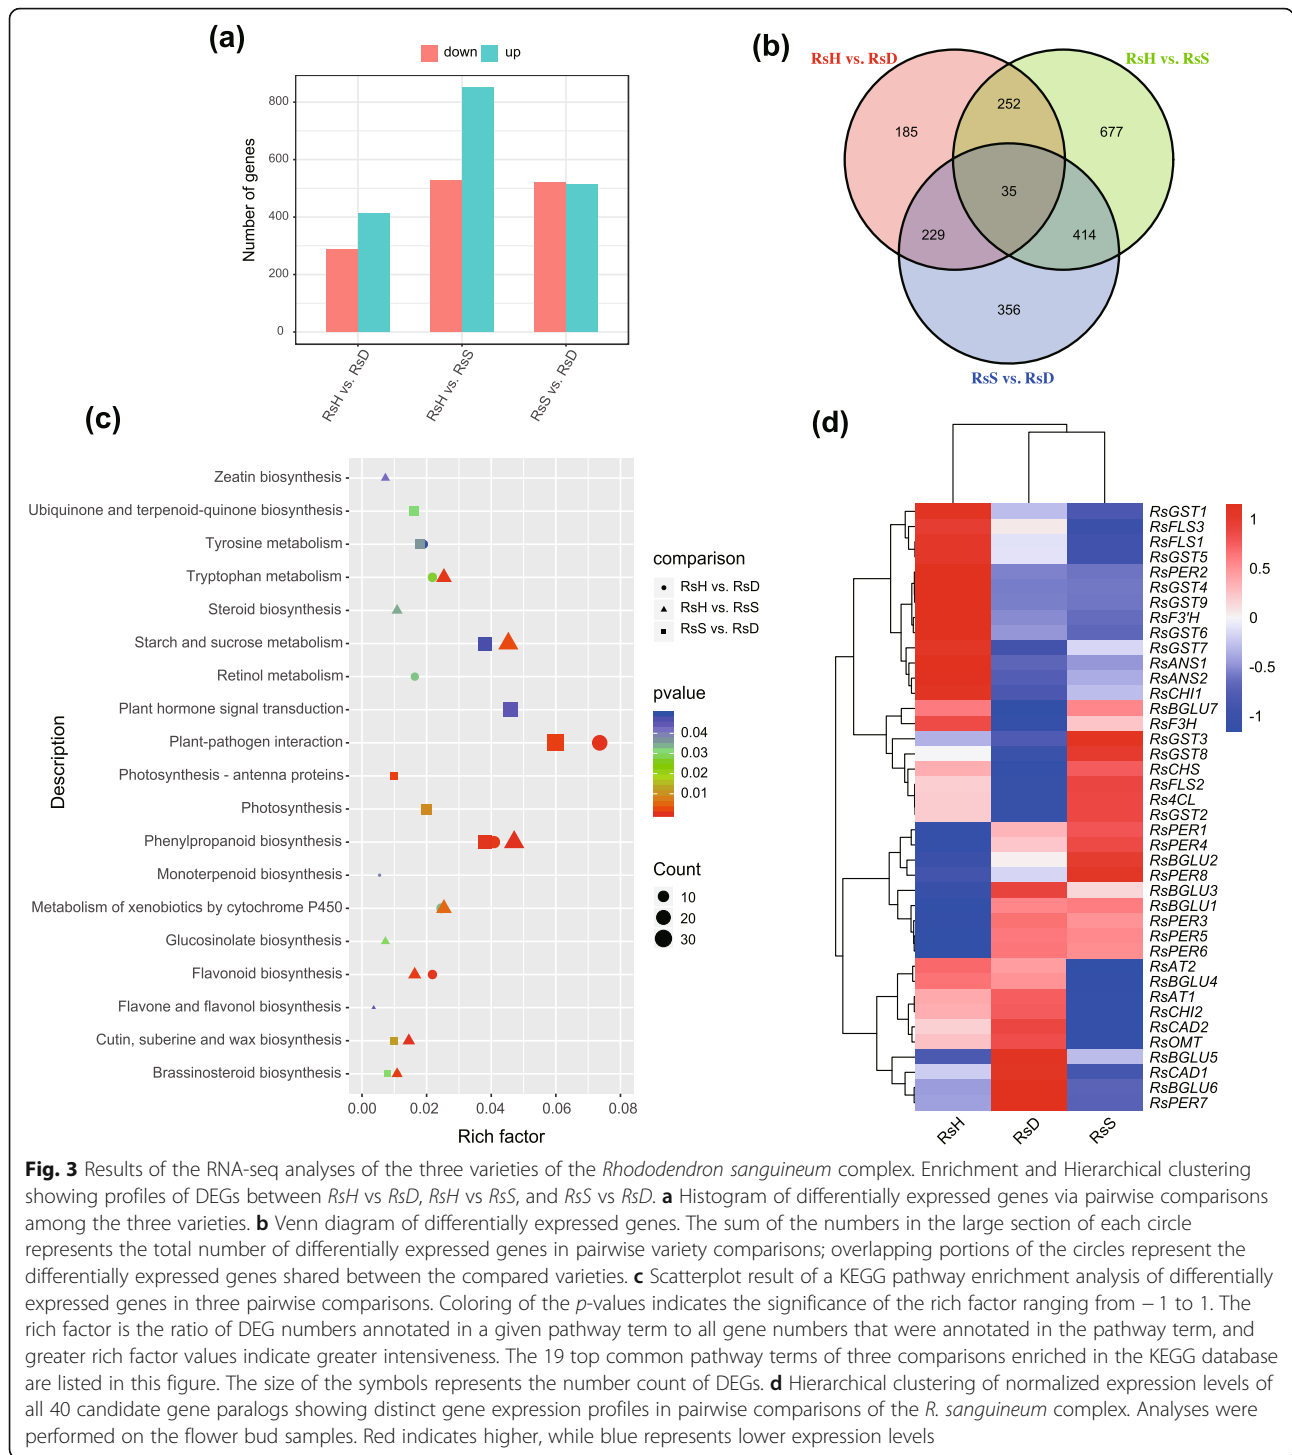 (a)
down up
Number of genes
800
600
400
200
0
RsH vs. RsD
RsH vs. RsS
RsS vs. RsD
(b)
RsH vs. RsD
RsH vs. RsS
252
185
677
35
229
414
356
RsS vs. RsD
(c)
Description
Zeatin biosynthesis
Ubiquinone and terpenoid-quinone biosynthesis
Tyrosine metabolism
Tryptophan metabolism
Steroid biosynthesis
Starch and sucrose metabolism
Retinol metabolism
Plant hormone signal transduction
Plant-pathogen interaction
Photosynthesis - antenna proteins
Photosynthesis
Phenylpropanoid biosynthesis
Monoterpenoid biosynthesis
Metabolism of xenobiotics by cytochrome P450
Glucosinolate biosynthesis
Flavonoid biosynthesis
Flavone and flavonol biosynthesis
Cutin, suberine and wax biosynthesis
Brassinosteroid biosynthesis
0.00 0.02 0.04 0.06 0.08
Rich factor
comparison
RsH vs. RsD
RsH vs. RsS
RsS vs. RsD
pvalue
0.04
0.03
0.02
0.01
Count
10
20
30
(d)
RsGST1
RsFLS3
RsFLS1
RsGST5
RsPER2
RsGST4
RsGST9
RsF3'H
RsGST6
RsGST7
RsANS1
RsANS2
RsCHI1
RsBGLU7
RsF3H
RsGST3
RsGST8
RsCHS
RsFLS2
Rs4CL
RsGST2
RsPER1
RsPER4
RsBGLU2
RsPER8
RsBGLU3
RsBGLU1
RsPER3
RsPER5
RsPER6
RsAT2
RsBGLU4
RsAT1
RsCHI2
RsCAD2
RsOMT
RsBGLU5
RsCAD1
RsBGLU6
RsPER7
1
0.5
0
-0.5
-1
RsH RsD RsS
Fig. 3 Results of the RNA-seq analyses of the three varieties of the Rhododendron sanguineum complex. Enrichment and Hierarchical clustering
showing profiles of DEGs between RsH vs RsD, RsH vs RsS, and RsS vs RsD. a Histogram of differentially expressed genes via pairwise comparisons
among the three varieties. b Venn diagram of differentially expressed genes. The sum of the numbers in the large section of each circle
represents the total number of differentially expressed genes in pairwise variety comparisons; overlapping portions of the circles represent the
differentially expressed genes shared between the compared varieties. c Scatterplot result of a KEGG pathway enrichment analysis of differentially
expressed genes in three pairwise comparisons. Coloring of the p-values indicates the significance of the rich factor ranging from − 1 to 1. The
rich factor is the ratio of DEG numbers annotated in a given pathway term to all gene numbers that were annotated in the pathway term, and
greater rich factor values indicate greater intensiveness. The 19 top common pathway terms of three comparisons enriched in the KEGG database
are listed in this figure. The size of the symbols represents the number count of DEGs. d Hierarchical clustering of normalized expression levels of
all 40 candidate gene paralogs showing distinct gene expression profiles in pairwise comparisons of the R. sanguineum complex. Analyses were
performed on the flower bud samples. Red indicates higher, while blue represents lower expression levels